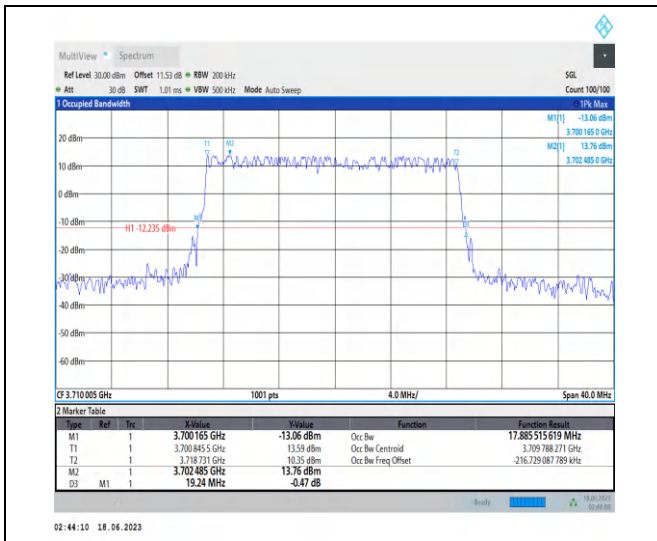 MultiView Spectrum
Ref Level 30.00 dBm Offset 11.53 dB RBW 200 kHz SGL
Att 30 dB SWT 1.01 ms VBW 500 kHz Mode Auto Sweep Count 100/100
1 Occupied Bandwidth 1Pk Max
M1[1] -13.06 dBm
3.700 165 0 GHz
M2[1] 13.76 dBm
3.702 485 0 GHz
20 dBm
T1 M2 T2
10 dBm
0 dBm
-10 dBm
M1 D3
H1 -12.235 dBm
-20 dBm
-30 dBm
-40 dBm
-50 dBm
-60 dBm
CF 3.710 005 GHz 1001 pts 4.0 MHz/ Span 40.0 MHz
2 Marker Table
Type Ref Trc X-Value Y-Value Function Function Result
M1 1 3.700165 GHz -13.06 dBm Occ Bw 17.885 515 619 MHz
T1 1 3.700 845 5 GHz 13.59 dBm Occ Bw Centroid 3.709 788 271 GHz
T2 1 3.718 731 GHz 10.35 dBm Occ Bw Freq Offset -216.729 087 789 kHz
M2 1 3.702 485 GHz 13.76 dBm
D3 M1 1 19.24 MHz -0.47 dB
Ready 18.06.2023
02:44:09
02:44:10 18.06.2023